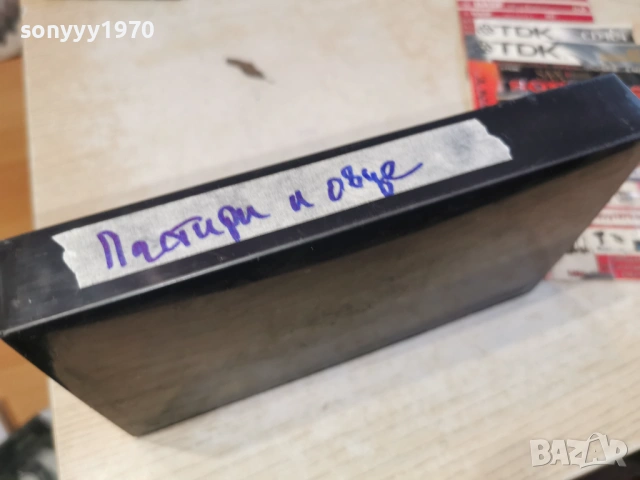 sonyyy1970
TDK
TDK
Пастири и овце
BAZAR